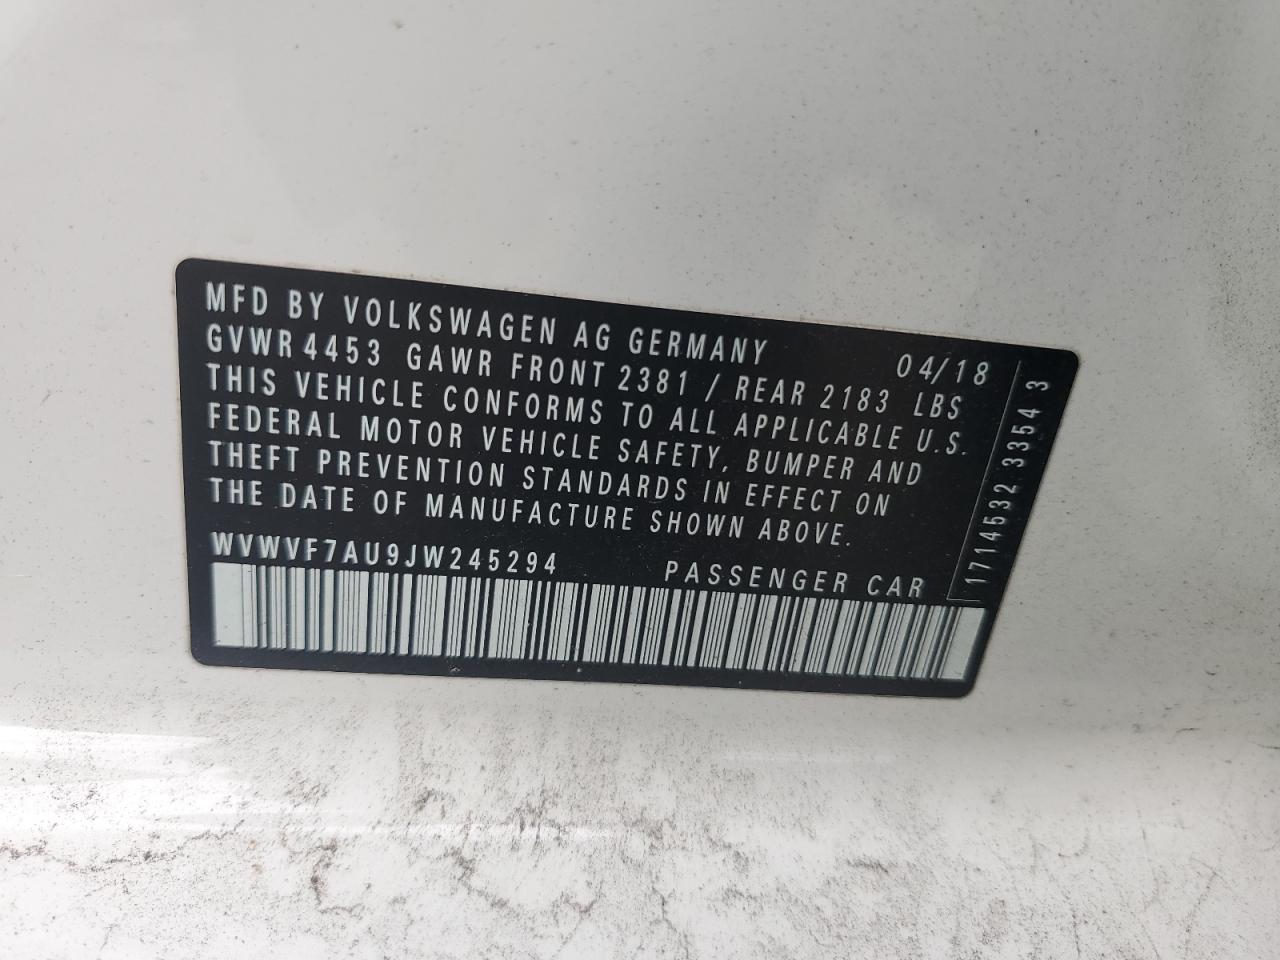 MFD BY VOLKSWAGEN AG GERMANY 04/18
GVWR 4453 GAWR FRONT 2381 / REAR 2183 LBS
THIS VEHICLE CONFORMS TO ALL APPLICABLE U.S.
FEDERAL MOTOR VEHICLE SAFETY, BUMPER AND
THEFT PREVENTION STANDARDS IN EFFECT ON
THE DATE OF MANUFACTURE SHOWN ABOVE.
WVWVF7AU9JW245294 PASSENGER CAR
1714532 3354 3